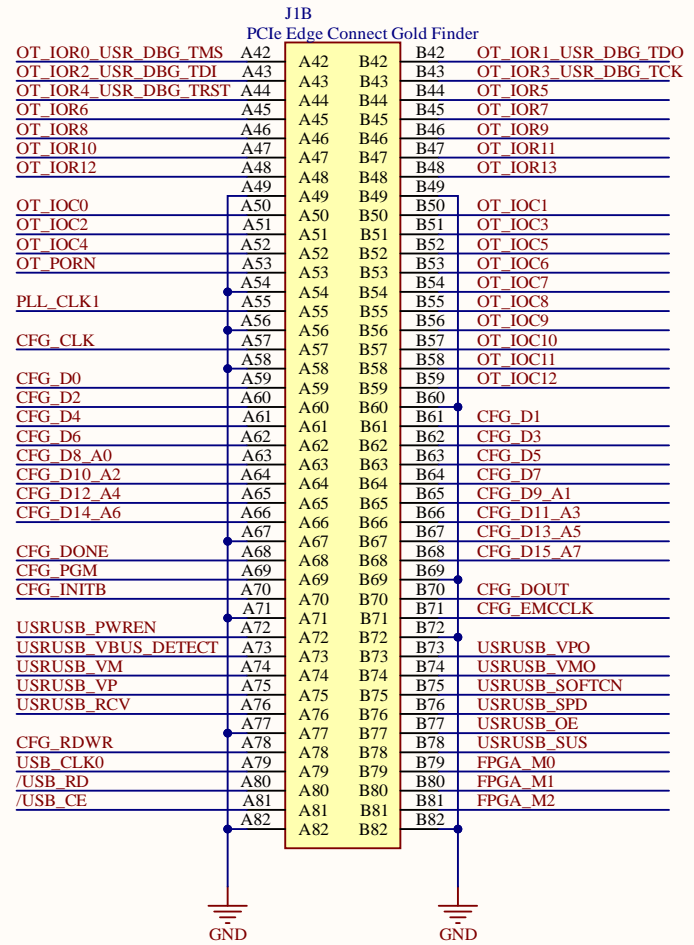 J1B
PCIe Edge Connect Gold Finder
OT_IOR0_USR_DBG_TMS A42 A42 B42 B42 OT_IOR1_USR_DBG_TDO
OT_IOR2_USR_DBG_TDI A43 A43 B43 B43 OT_IOR3_USR_DBG_TCK
OT_IOR4_USR_DBG_TRST A44 A44 B44 B44 OT_IOR5
OT_IOR6 A45 A45 B45 B45 OT_IOR7
OT_IOR8 A46 A46 B46 B46 OT_IOR9
OT_IOR10 A47 A47 B47 B47 OT_IOR11
OT_IOR12 A48 A48 B48 B48 OT_IOR13
A49 A49 B49 B49
OT_IOC0 A50 A50 B50 B50 OT_IOC1
OT_IOC2 A51 A51 B51 B51 OT_IOC3
OT_IOC4 A52 A52 B52 B52 OT_IOC5
OT_PORN A53 A53 B53 B53 OT_IOC6
A54 A54 B54 B54 OT_IOC7
PLL_CLK1 A55 A55 B55 B55 OT_IOC8
A56 A56 B56 B56 OT_IOC9
CFG_CLK A57 A57 B57 B57 OT_IOC10
A58 A58 B58 B58 OT_IOC11
CFG_D0 A59 A59 B59 B59 OT_IOC12
CFG_D2 A60 A60 B60 B60
CFG_D4 A61 A61 B61 B61 CFG_D1
CFG_D6 A62 A62 B62 B62 CFG_D3
CFG_D8_A0 A63 A63 B63 B63 CFG_D5
CFG_D10_A2 A64 A64 B64 B64 CFG_D7
CFG_D12_A4 A65 A65 B65 B65 CFG_D9_A1
CFG_D14_A6 A66 A66 B66 B66 CFG_D11_A3
A67 A67 B67 B67 CFG_D13_A5
CFG_DONE A68 A68 B68 B68 CFG_D15_A7
CFG_PGM A69 A69 B69 B69
CFG_INITB A70 A70 B70 B70 CFG_DOUT
A71 A71 B71 B71 CFG_EMCCLK
USRUSB_PWREN A72 A72 B72 B72
USRUSB_VBUS_DETECT A73 A73 B73 B73 USRUSB_VPO
USRUSB_VM A74 A74 B74 B74 USRUSB_VMO
USRUSB_VP A75 A75 B75 B75 USRUSB_SOFTCN
USRUSB_RCV A76 A76 B76 B76 USRUSB_SPD
A77 A77 B77 B77 USRUSB_OE
CFG_RDWR A78 A78 B78 B78 USRUSB_SUS
USB_CLK0 A79 A79 B79 B79 FPGA_M0
/USB_RD A80 A80 B80 B80 FPGA_M1
/USB_CE A81 A81 B81 B81 FPGA_M2
A82 A82 B82 B82
GND GND